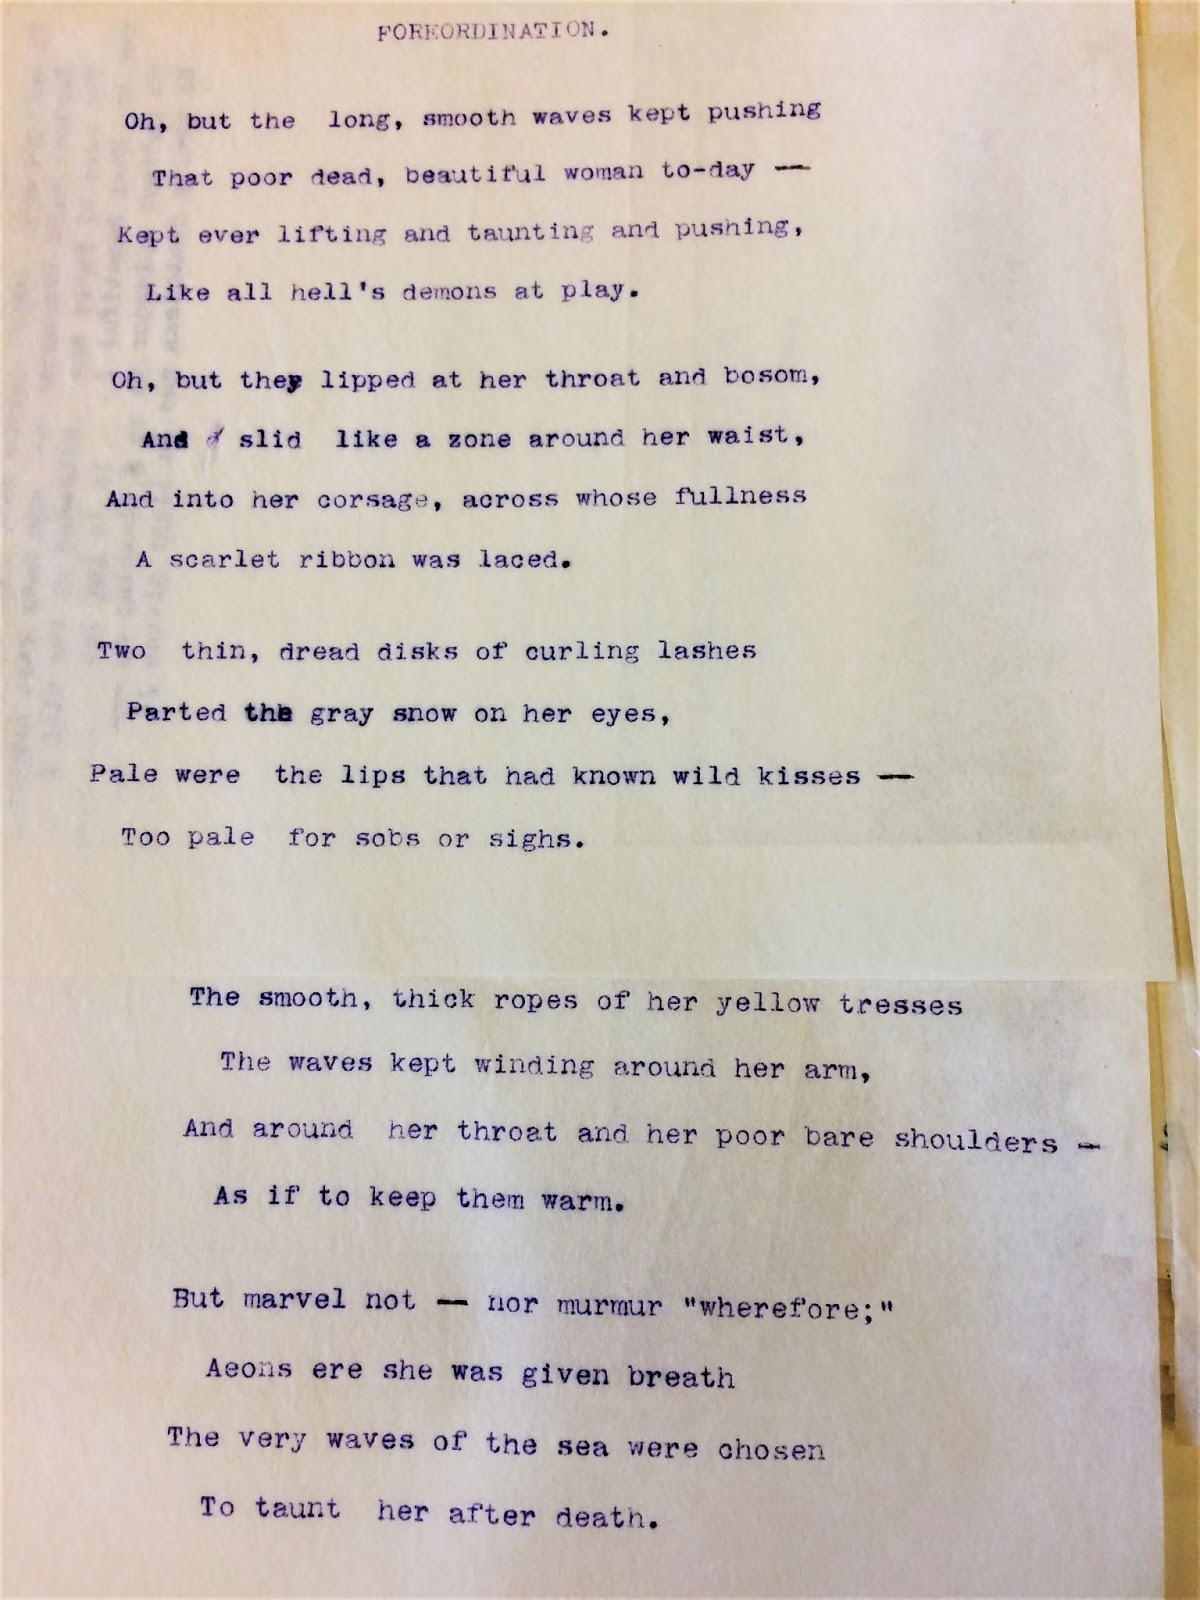 FOREORDINATION.
Oh, but the long, smooth waves kept pushing
That poor dead, beautiful woman to-day —
Kept ever lifting and taunting and pushing,
Like all hell's demons at play.
Oh, but they lipped at her throat and bosom,
And slid like a zone around her waist,
And into her corsage, across whose fullness
A scarlet ribbon was laced.
Two thin, dread disks of curling lashes
Parted the gray snow on her eyes,
Pale were the lips that had known wild kisses —
Too pale for sobs or sighs.
The smooth, thick ropes of her yellow tresses
The waves kept winding around her arm,
And around her throat and her poor bare shoulders —
As if to keep them warm.
But marvel not — nor murmur "wherefore;"
Aeons ere she was given breath
The very waves of the sea were chosen
To taunt her after death.